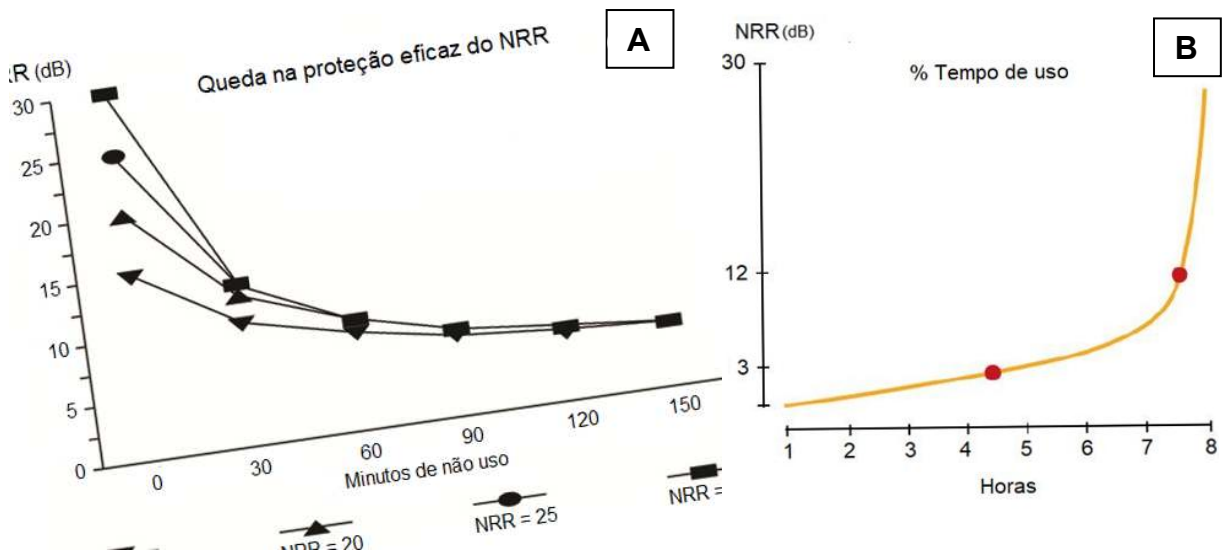 A
Queda na proteção eficaz do NRR
(dB)
30
25
20
15
10
5
0
0
30
60
90
120
150
Minutos de não uso
NRR = 20
NRR = 25
NRR =
B
NRR (dB)
30
% Tempo de uso
12
3
1 2 3 4 5 6 7 8
Horas